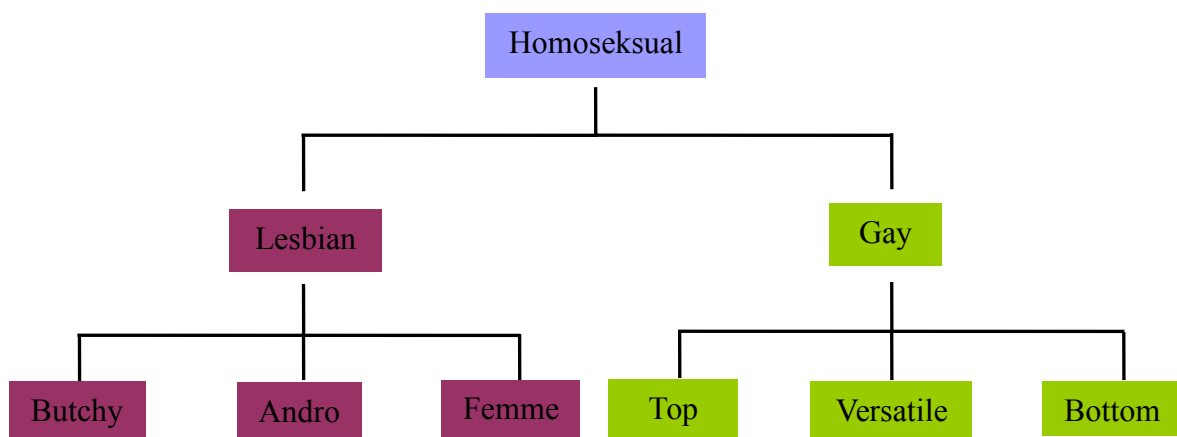 Homoseksual
Lesbian
Gay
Butchy
Andro
Femme
Top
Versatile
Bottom